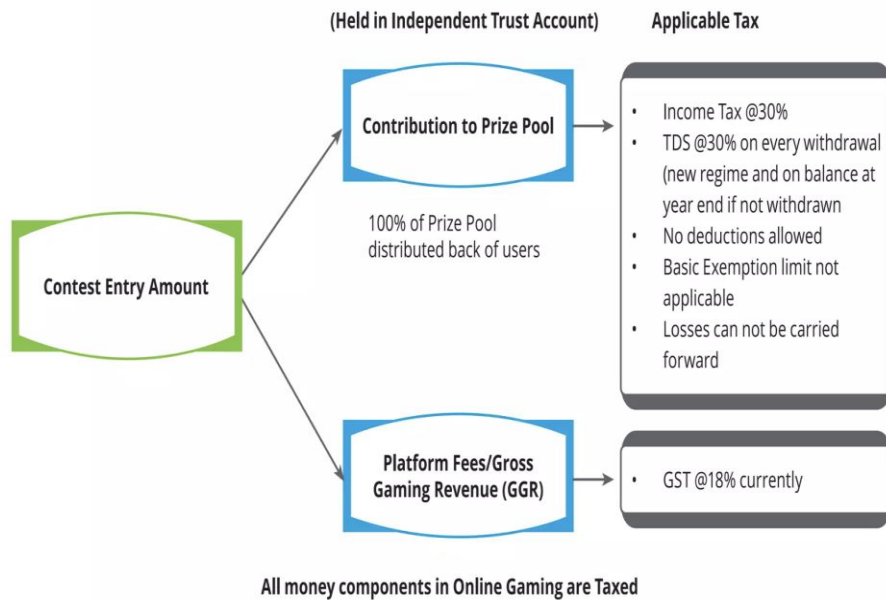 (Held in Independent Trust Account)
Applicable Tax
Contest Entry Amount
Contribution to Prize Pool
100% of Prize Pool
distributed back of users
• Income Tax @30%
• TDS @30% on every withdrawal
(new regime and on balance at
year end if not withdrawn
• No deductions allowed
• Basic Exemption limit not
applicable
• Losses can not be carried
forward
Platform Fees/Gross
Gaming Revenue (GGR)
• GST @18% currently
All money components in Online Gaming are Taxed